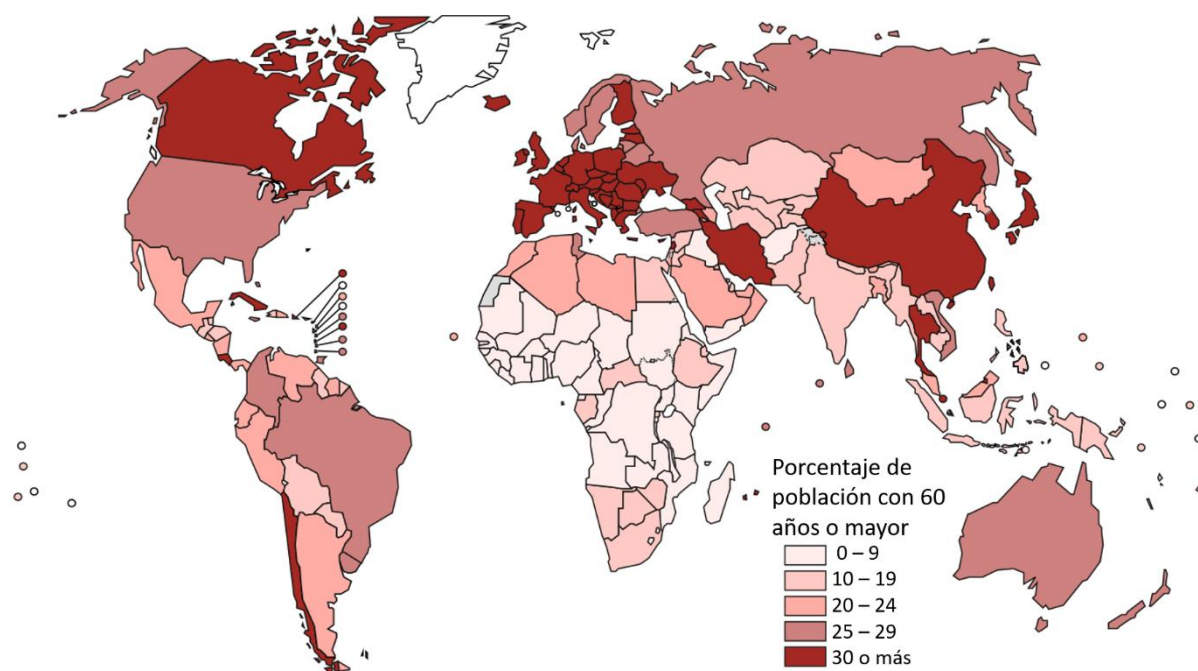 Porcentaje de
población con 60
años o mayor
0 – 9
10 – 19
20 – 24
25 – 29
30 o más